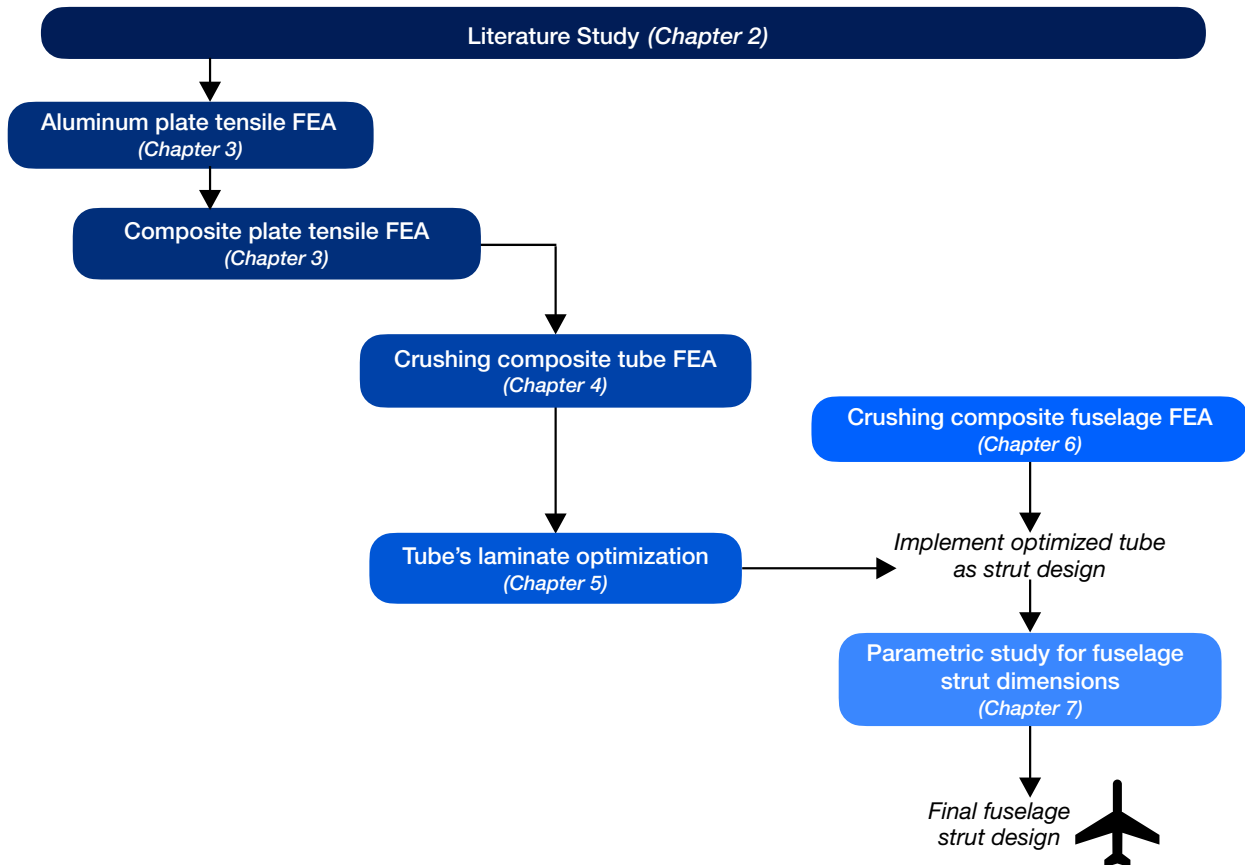 Literature Study (Chapter 2)
Aluminum plate tensile FEA
(Chapter 3)
Composite plate tensile FEA
(Chapter 3)
Crushing composite tube FEA
(Chapter 4)
Crushing composite fuselage FEA
(Chapter 6)
Tube's laminate optimization
(Chapter 5)
Implement optimized tube
as strut design
Parametric study for fuselage
strut dimensions
(Chapter 7)
Final fuselage
strut design